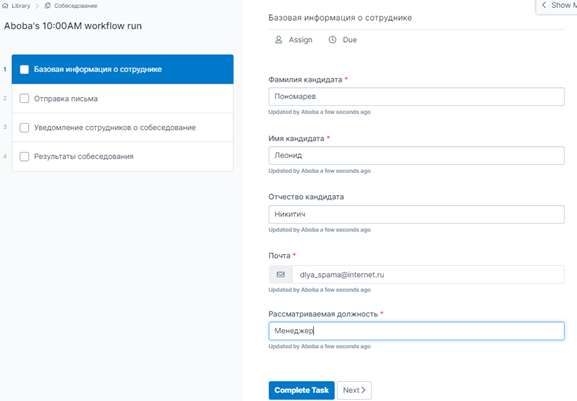 Library > Собеседование
Show M
Aboba's 10:00AM workflow run
1 Базовая информация о сотруднике
2 Отправка письма
3 Уведомление сотрудников о собеседование
4 Результаты собеседования
Базовая информация о сотруднике
Assign Due
Фамилия кандидата *
Пономарев
Updated by Aboba a few seconds ago
Имя кандидата *
Леонид
Updated by Aboba a few seconds ago
Отчество кандидата
Никитич
Updated by Aboba a few seconds ago
Почта *
dlya_spama@internet.ru
Updated by Aboba a few seconds ago
Рассматриваемая должность *
Менеджер
Updated by Aboba a few seconds ago
Complete Task Next >